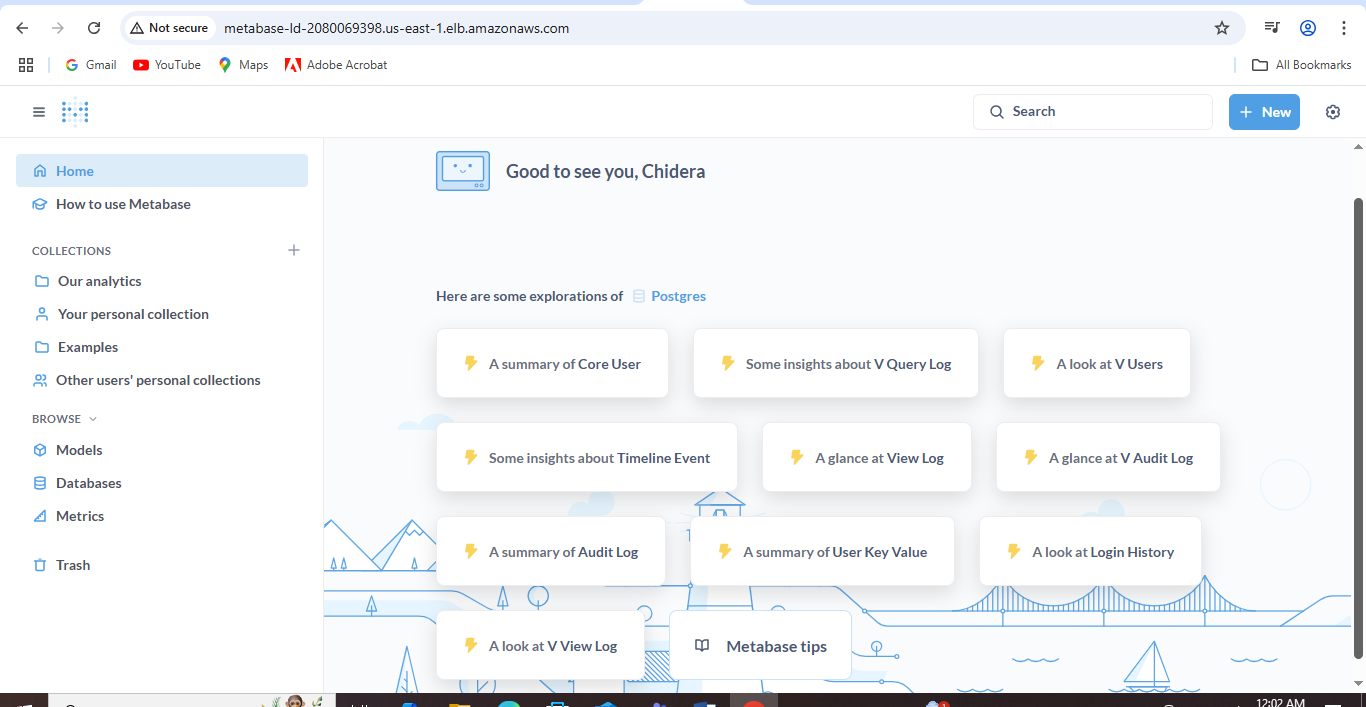 Not secure metabase-ld-2080069398.us-east-1.elb.amazonaws.com
Gmail YouTube Maps Adobe Acrobat All Bookmarks
Search + New
Home
How to use Metabase
COLLECTIONS
Our analytics
Your personal collection
Examples
Other users' personal collections
BROWSE
Models
Databases
Metrics
Trash
Good to see you, Chidera
Here are some explorations of Postgres
A summary of Core User
Some insights about V Query Log
A look at V Users
Some insights about Timeline Event
A glance at View Log
A glance at V Audit Log
A summary of Audit Log
A summary of User Key Value
A look at Login History
A look at V View Log
Metabase tips
12:02 AM